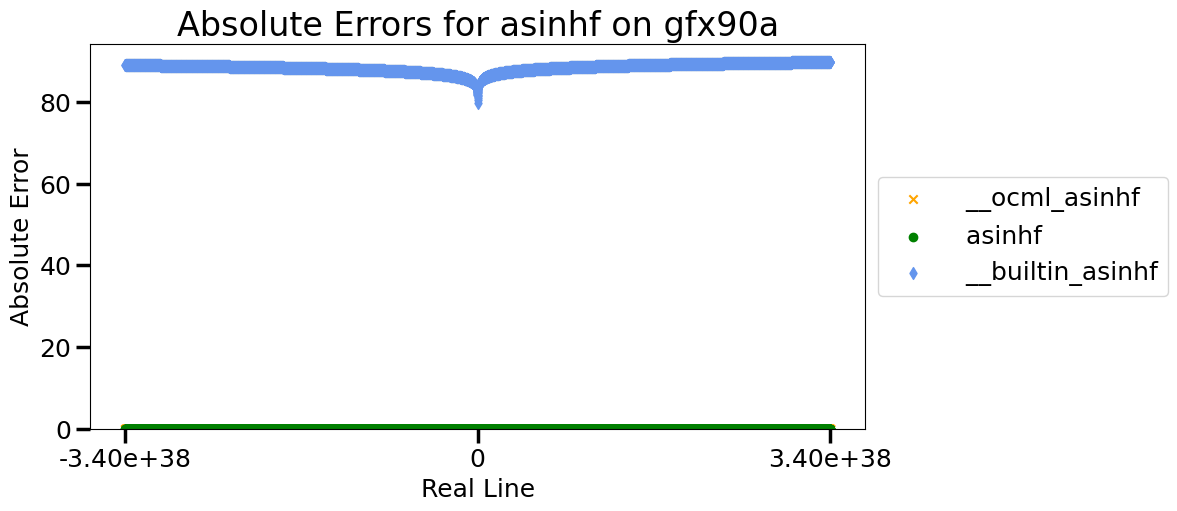 Absolute Errors for asinhf on gfx90a
Absolute Error
80
60
40
20
0
-3.40e+38
0
3.40e+38
Real Line
__ocml_asinhf
asinhf
__builtin_asinhf